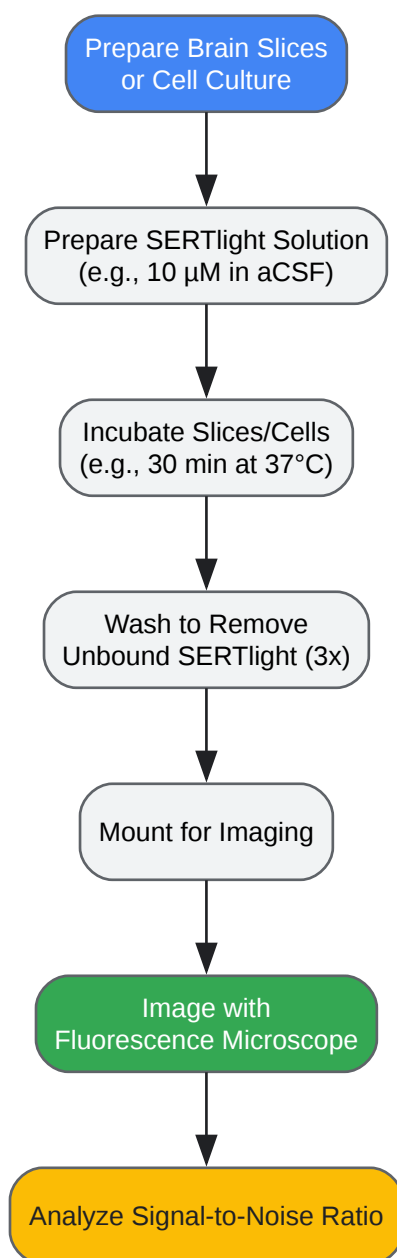 Prepare Brain Slices
or Cell Culture
Prepare SERTlight Solution
(e.g., 10 µM in aCSF)
Incubate Slices/Cells
(e.g., 30 min at 37°C)
Wash to Remove
Unbound SERTlight (3x)
Mount for Imaging
Image with
Fluorescence Microscope
Analyze Signal-to-Noise Ratio